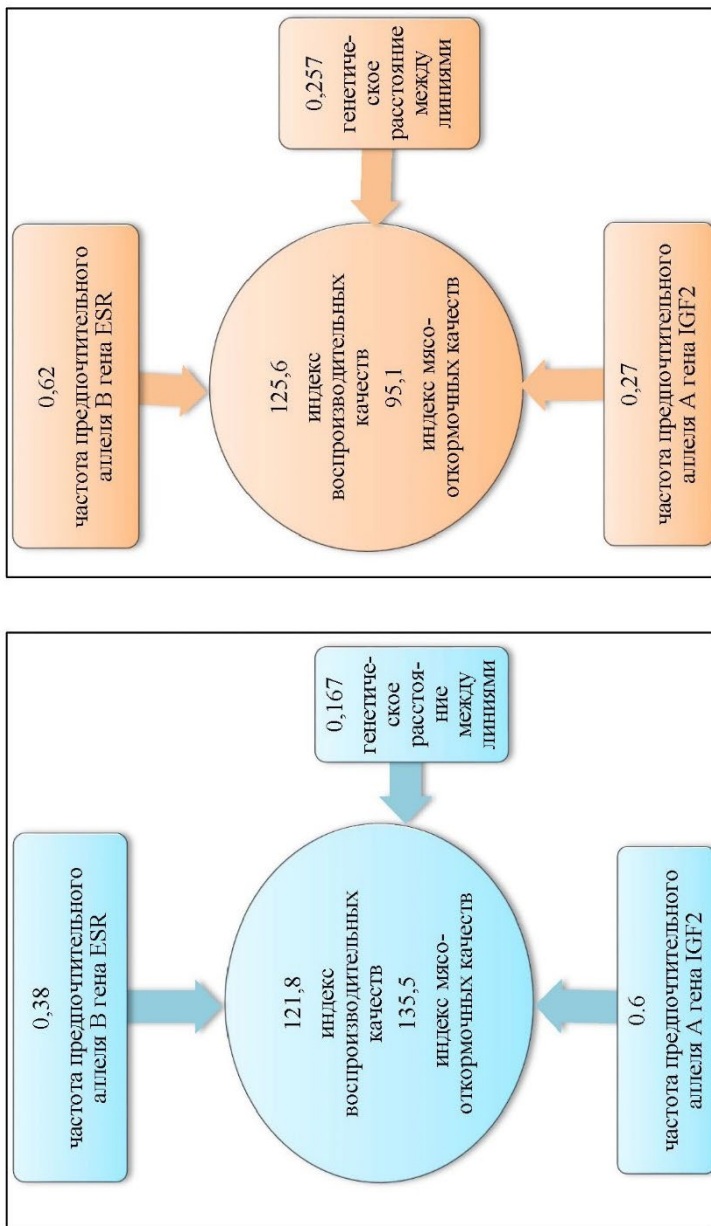 0.6
частота предпочтительного
аллеля А гена IGF2
121,8
индекс
воспроизводительных
качеств
135,5
индекс мясо-
откормочных качеств
0,38
частота предпочтительного
аллеля В гена ESR
0,167
генетиче-
ское
расстоя-
ние
между
линиями
0,27
частота предпочтительного
аллеля А гена IGF2
125,6
индекс
воспроизводительных
качеств
95,1
индекс мясо-
откормочных качеств
0,62
частота предпочтительного
аллеля В гена ESR
0,257
генетиче-
ское
расстояние
между
линиями